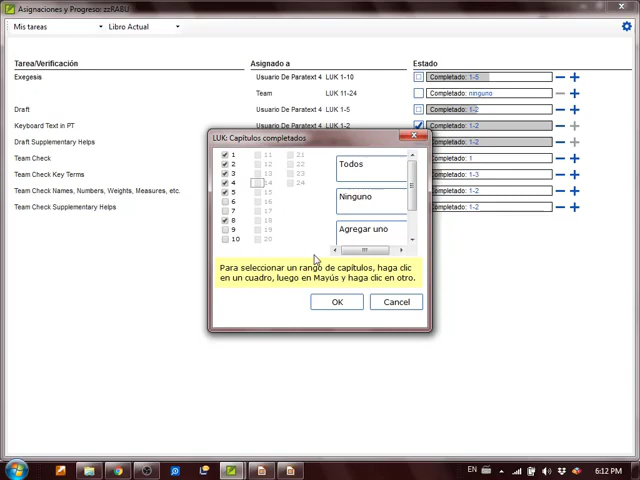 Asignaciones y Progreso: zzRABU
Mis tareas
Libro Actual
Tarea/Verificación Asignado a Estado
Exegesis Usuario De Paratext 4 LUK 1-10 Completado: 1-5
Team LUK 11-24 Completado: ninguno
Draft Usuario De Paratext 4 LUK 1-5 Completado: 1-2
Keyboard Text in PT Usuario De Paratext 4 LUK 1-2 Completado: 1-2
Draft Supplementary Helps Completado: 1-2
Team Check Completado: 1
Team Check Key Terms Completado: 1-3
Team Check Names, Numbers, Weights, Measures, etc. Completado: 1-2
Team Check Supplementary Helps Completado: 1-2
LUK: Capítulos completados
1 11 21
2 12 22
3 13 23
4 14 24
5 15
6 16
7 17
8 18
9 19
10 20
Todos
Ninguno
Agregar uno
Para seleccionar un rango de capítulos, haga clic
en un cuadro, luego en Mayús y haga clic en otro.
OK Cancel
EN 6:12 PM